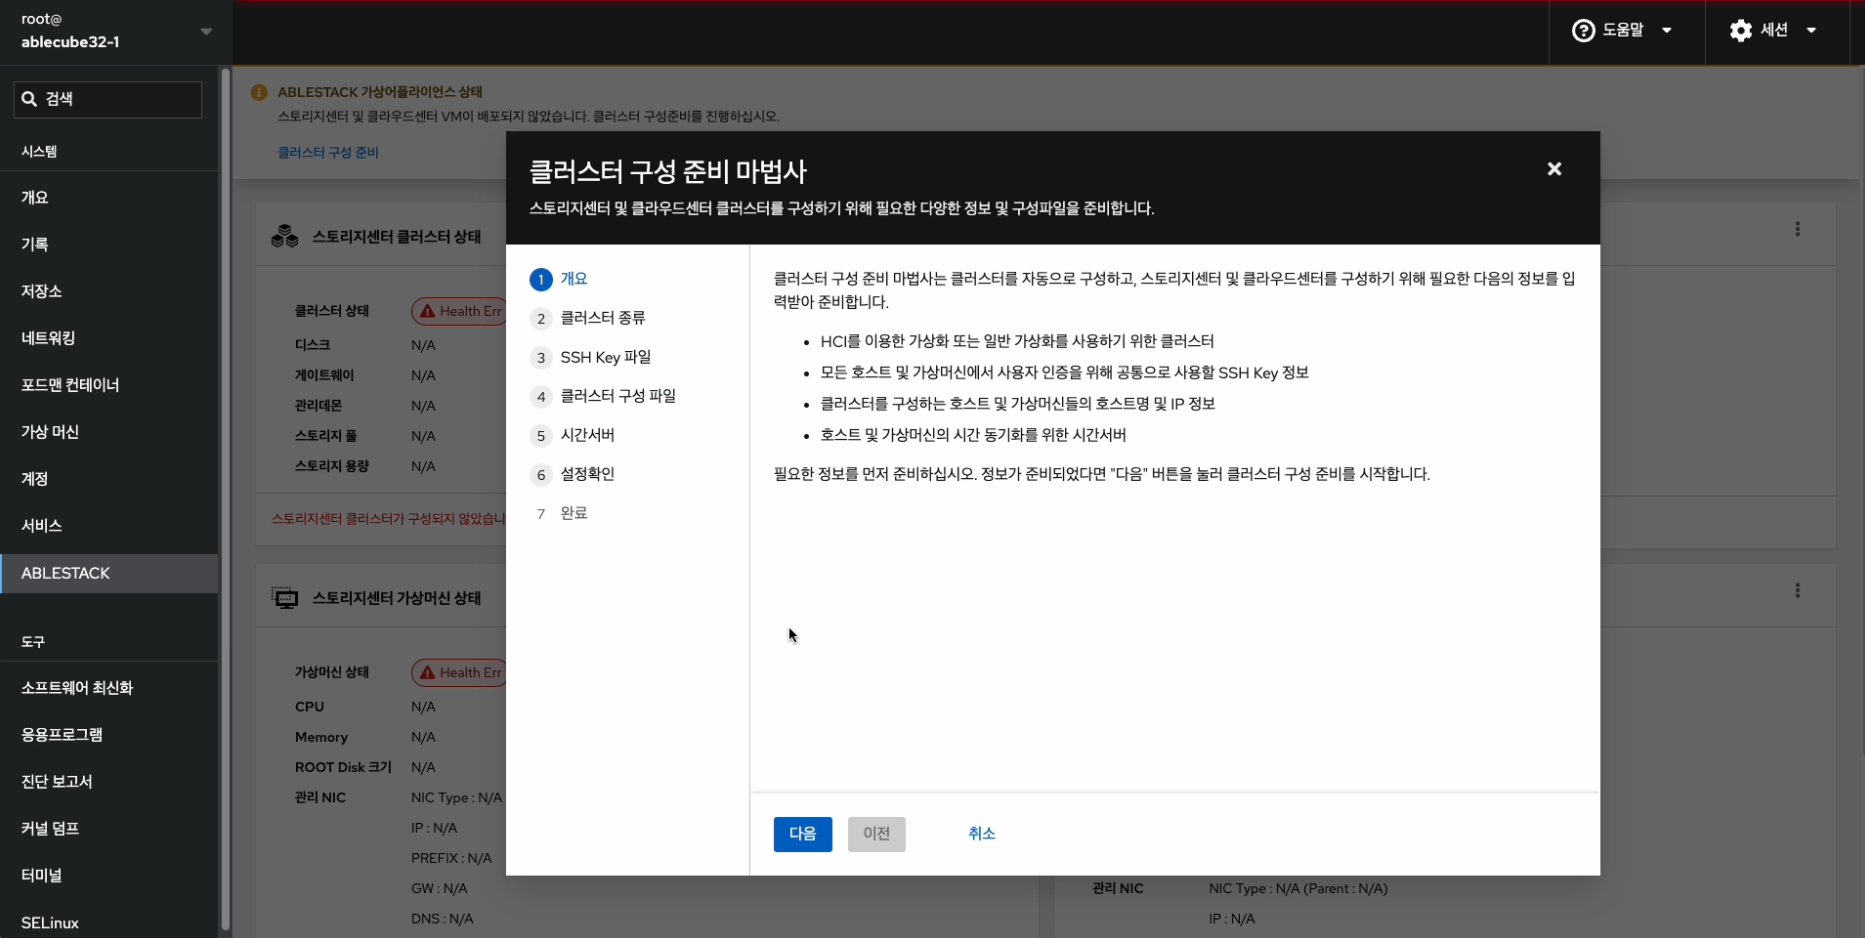 root@
ablecube32-1
도움말
세션
검색
시스템
개요
기록
저장소
네트워킹
포드맨 컨테이너
가상 머신
계정
서비스
ABLESTACK
도구
소프트웨어 최신화
응용프로그램
진단 보고서
커널 덤프
터미널
SELinux
ABLESTACK 가상어플라이언스 상태
스토리지센터 및 클라우드센터 VM이 배포되지 않았습니다. 클러스터 구성준비를 진행하십시오.
클러스터 구성 준비
스토리지센터 클러스터 상태
클러스터 상태 Health Err
디스크 N/A
게이트웨이 N/A
관리데몬 N/A
스토리지 풀 N/A
스토리지 용량 N/A
스토리지센터 클러스터가 구성되지 않았습니
스토리지센터 가상머신 상태
가상머신 상태 Health Err
CPU N/A
Memory N/A
ROOT Disk 크기 N/A
관리 NIC NIC Type : N/A
IP : N/A
PREFIX : N/A
GW : N/A
DNS : N/A
관리 NIC NIC Type : N/A (Parent : N/A)
IP : N/A
클러스터 구성 준비 마법사
스토리지센터 및 클라우드센터 클러스터를 구성하기 위해 필요한 다양한 정보 및 구성파일을 준비합니다.
1 개요
2 클러스터 종류
3 SSH Key 파일
4 클러스터 구성 파일
5 시간서버
6 설정확인
7 완료
클러스터 구성 준비 마법사는 클러스터를 자동으로 구성하고, 스토리지센터 및 클라우드센터를 구성하기 위해 필요한 다음의 정보를 입
력받아 준비합니다.
• HCI를 이용한 가상화 또는 일반 가상화를 사용하기 위한 클러스터
• 모든 호스트 및 가상머신에서 사용자 인증을 위해 공통으로 사용할 SSH Key 정보
• 클러스터를 구성하는 호스트 및 가상머신들의 호스트명 및 IP 정보
• 호스트 및 가상머신의 시간 동기화를 위한 시간서버
필요한 정보를 먼저 준비하십시오. 정보가 준비되었다면 "다음" 버튼을 눌러 클러스터 구성 준비를 시작합니다.
다음 이전 취소